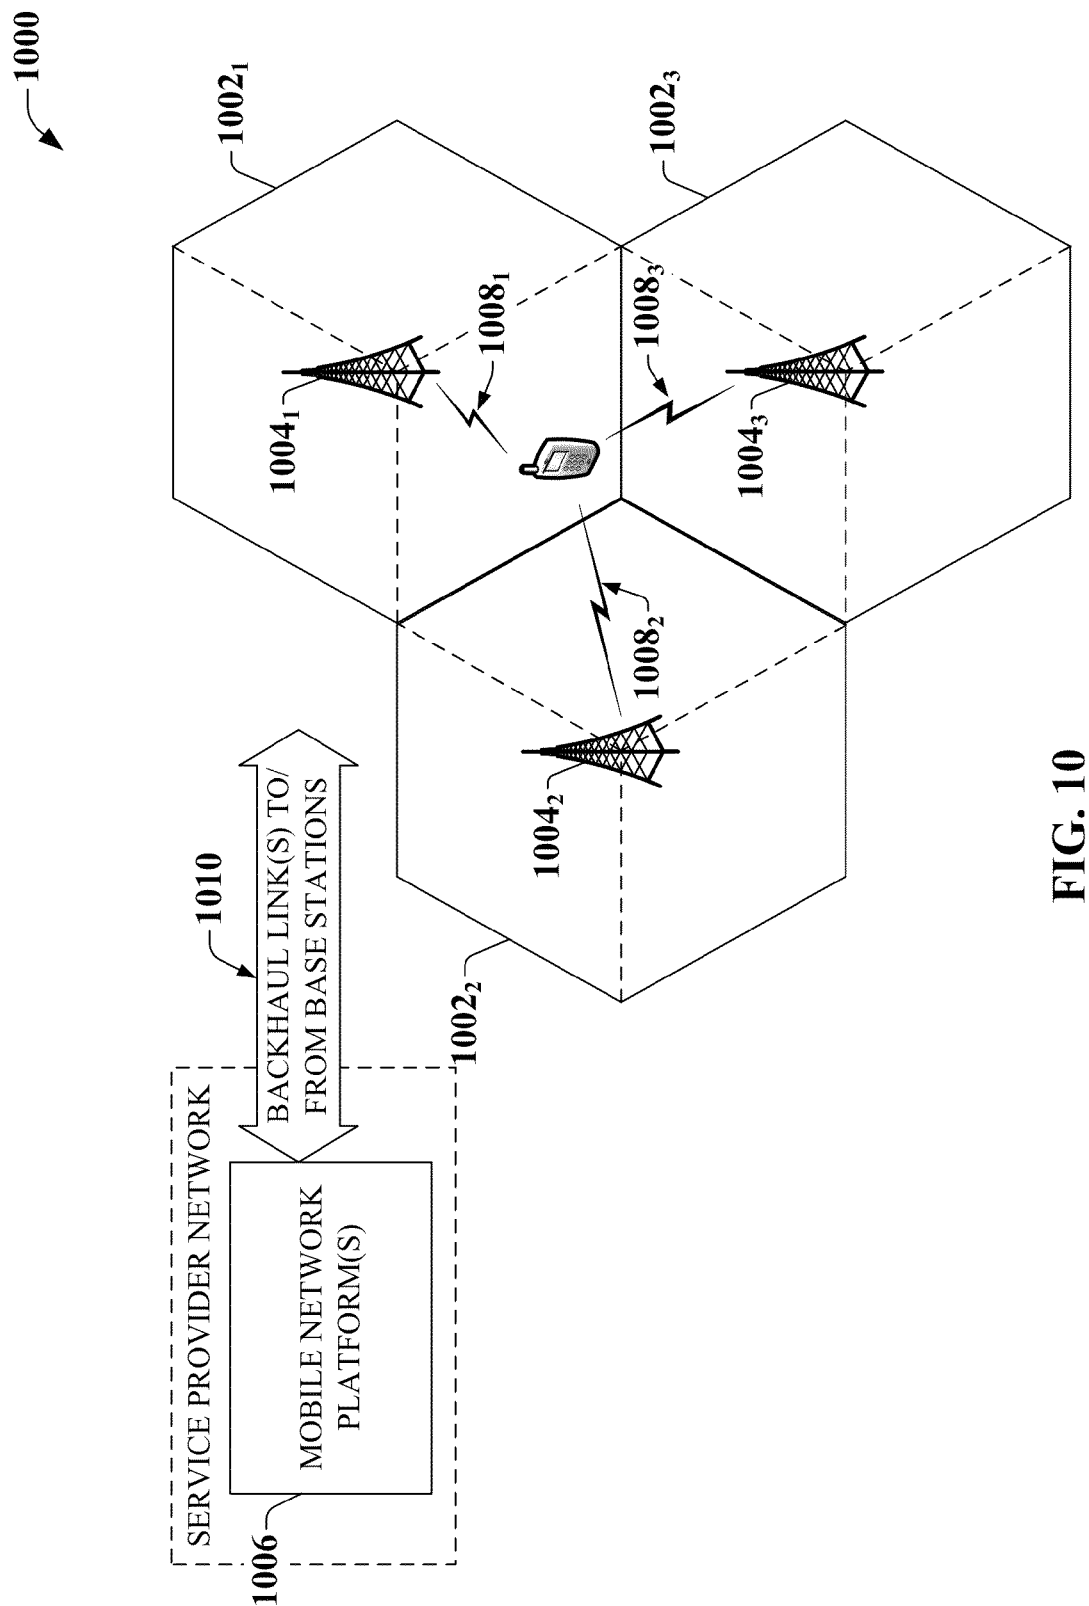 1000
SERVICE PROVIDER NETWORK
MOBILE NETWORK
PLATFORM(S)
1006
1010
BACKHAUL LINK(S) TO/
FROM BASE STATIONS
1002₁
1004₁
1008₁
1002₂
1004₂
1008₂
1002₃
1004₃
1008₃
FIG. 10